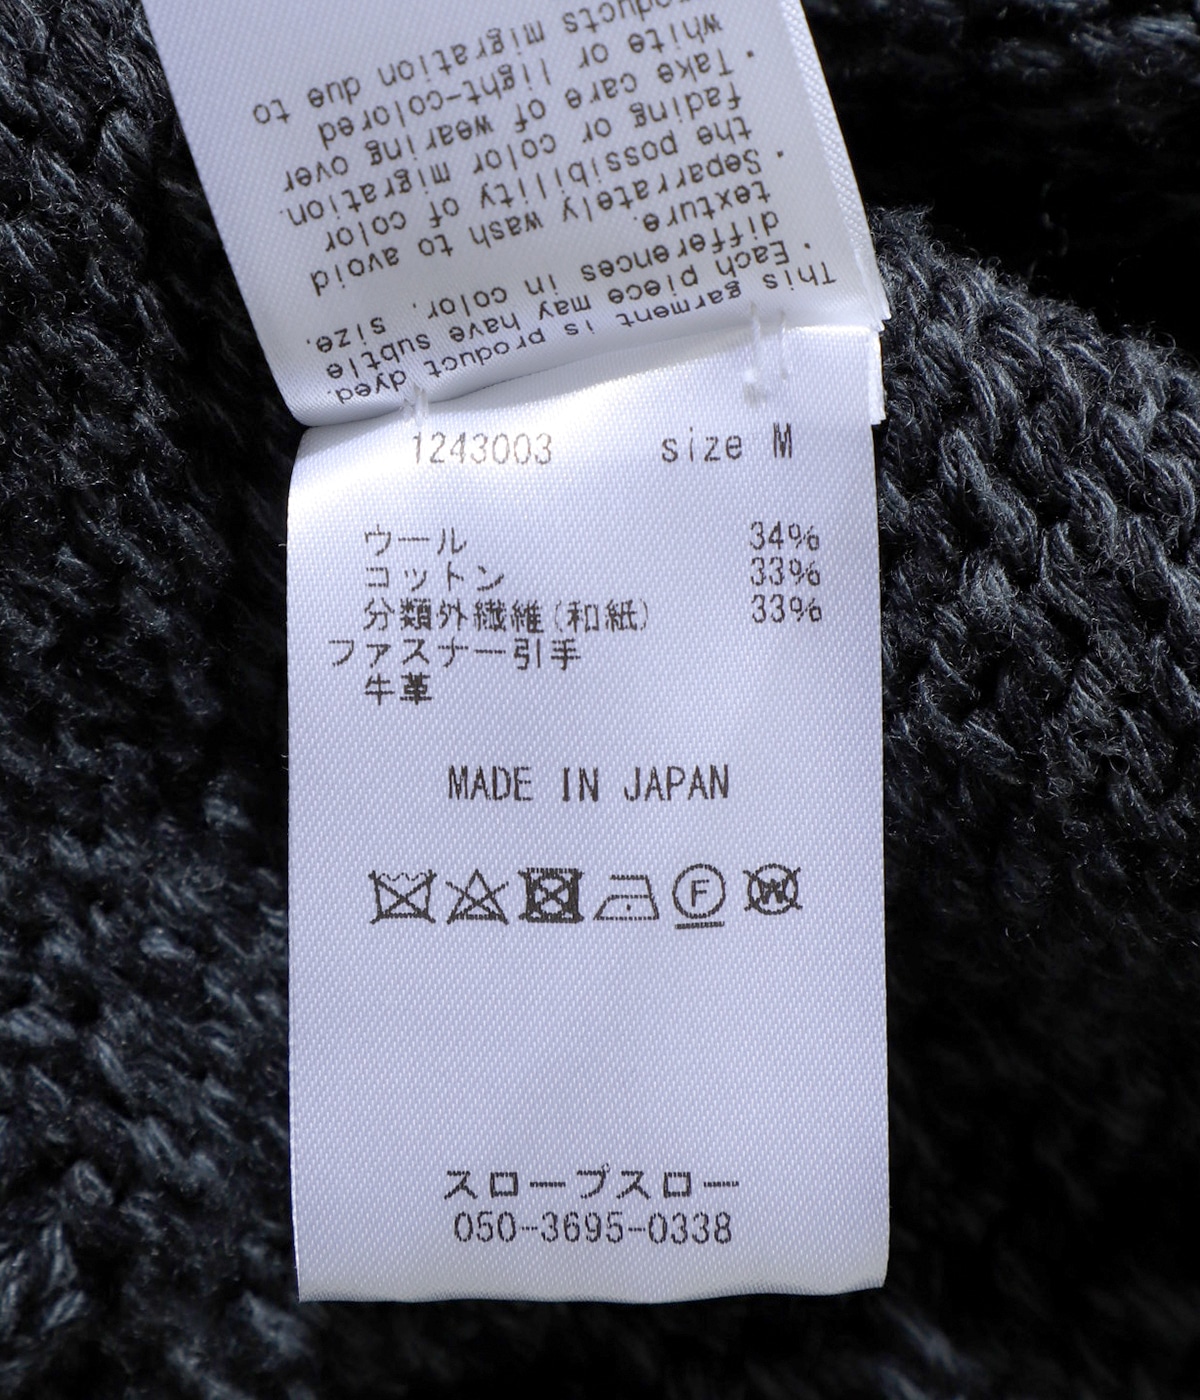 This garment is product dyed.
・Each piece may have subtle
differences in color. size.
texture.
・Separrately wash to avoid
the possibility of color
fading or color migration.
・Take care of wearing over
white or light-colored
products migration due to
1243003 size M
ウール 34%
コットン 33%
分類外繊維(和紙) 33%
ファスナー引手
牛革
MADE IN JAPAN
F W
スロープスロー
050-3695-0338